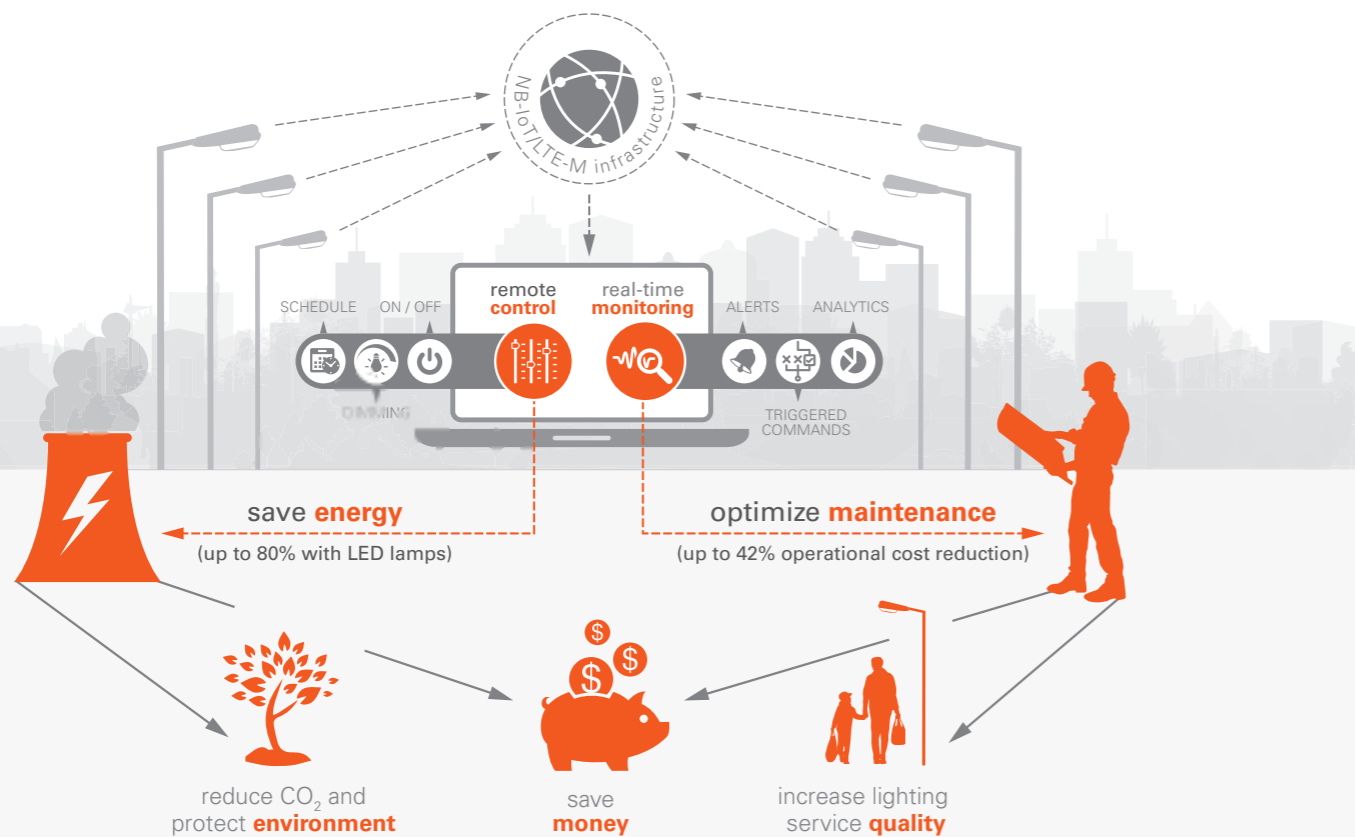 NB-IoT/LTE-M infrastructure
remote
control
real-time
monitoring
SCHEDULE
ON / OFF
ALERTS
ANALYTICS
DIMMING
TRIGGERED
COMMANDS
save energy
(up to 80% with LED lamps)
optimize maintenance
(up to 42% operational cost reduction)
$
$
$
reduce CO₂ and
protect environment
save
money
increase lighting
service quality